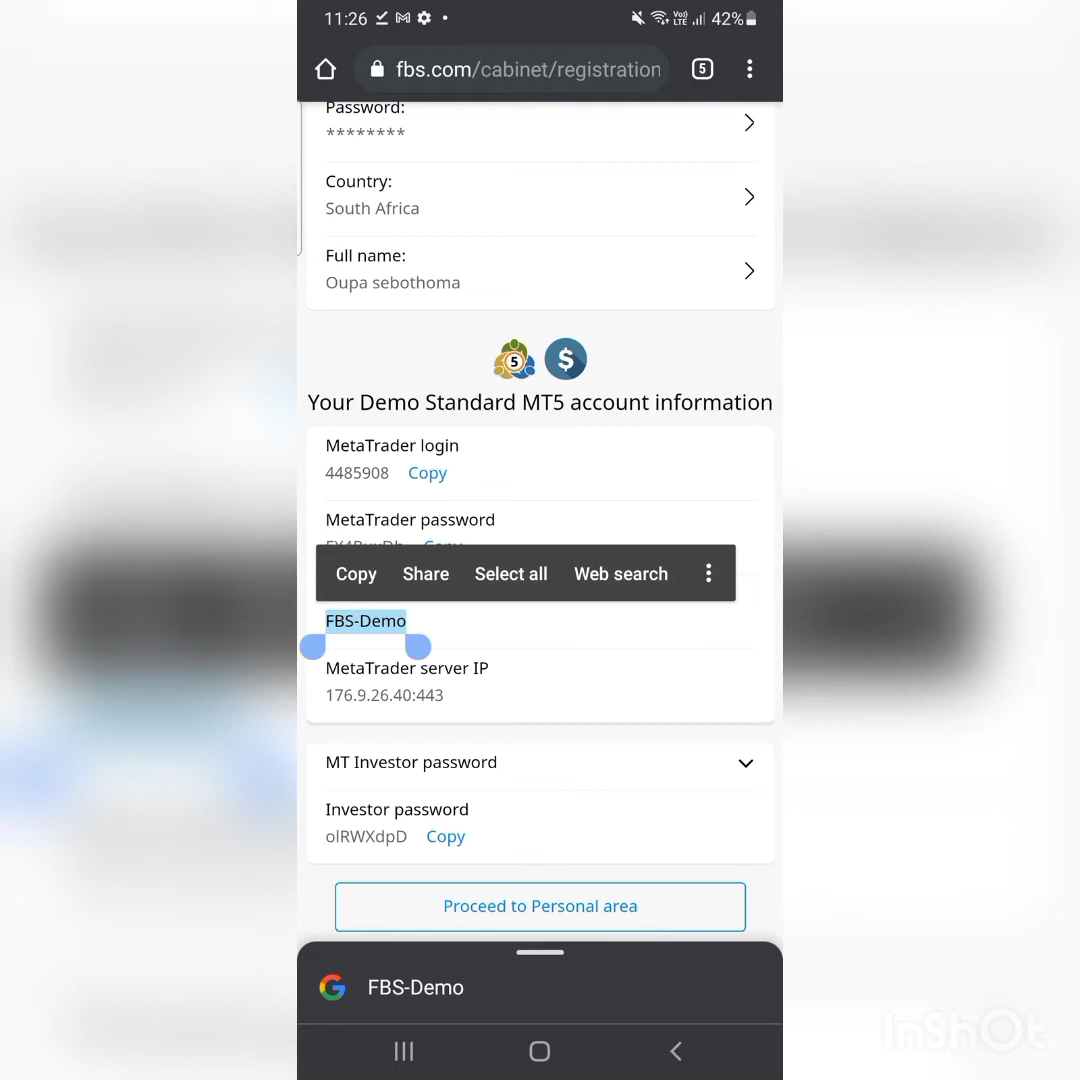 11:26
Vo)) LTE 42%
fbs.com/cabinet/registration
5
Password:
********
Country:
South Africa
Full name:
Oupa sebothoma
5 $
Your Demo Standard MT5 account information
MetaTrader login
4485908 Copy
MetaTrader password
Copy
Copy Share Select all Web search
FBS-Demo
MetaTrader server IP
176.9.26.40:443
MT Investor password
Investor password
olRWXdpD Copy
Proceed to Personal area
FBS-Demo
InShOt